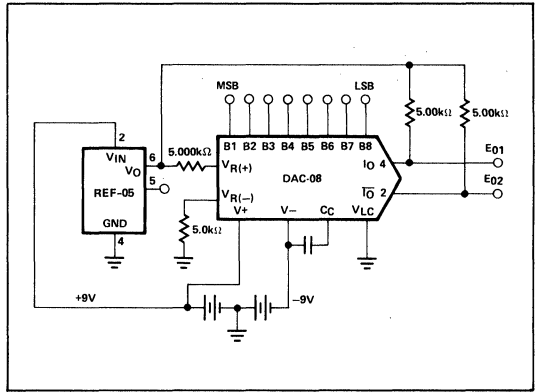 MSB LSB
5.00kΩ 5.00kΩ
2
B1 B2 B3 B4 B5 B6 B7 B8
5.000kΩ
E01
VIN
VO 6
VR(+)
IO 4
DAC-08
REF-05 5
VR(−)
E02
IO 2
V+ V− CC VLC
GND
4
5.0kΩ
+9V −9V